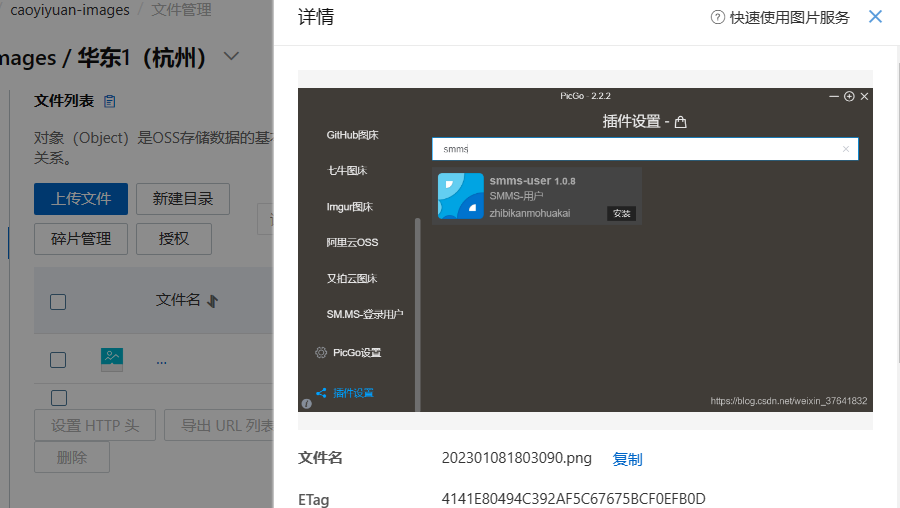 caoyiyuan-images / 文件管理
mages / 华东1（杭州）
文件列表
对象（Object）是OSS存储数据的基本
关系。
上传文件
新建目录
碎片管理
授权
文件名
...
设置 HTTP 头
导出 URL 列表
删除
详情
快速使用图片服务
PicGo - 2.2.2
插件设置 -
smms
GitHub图床
七牛图床
Imgur图床
阿里云OSS
又拍云图床
SM.MS-登录用户
PicGo设置
插件设置
smms-user 1.0.8
SMMS-用户
zhibikanmohuakai
安装
https://blog.csdn.net/weixin_37641832
文件名 202301081803090.png 复制
ETag 4141E80494C392AF5C67675BCF0EFB0D